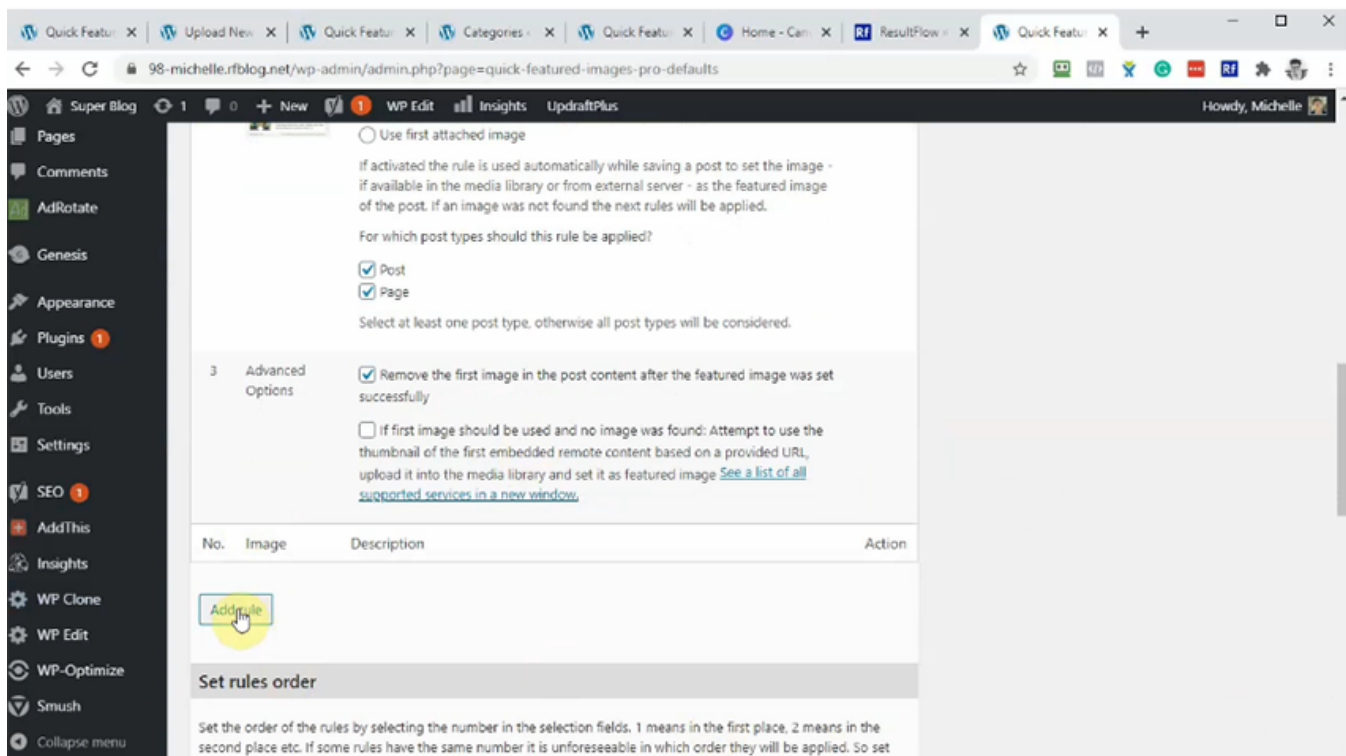 Quick Featu
Upload New
Quick Featu
Categories
Quick Featu
Home - Can
Rf ResultFlow
Quick Featu
98-michelle.rfblog.net/wp-admin/admin.php?page=quick-featured-images-pro-defaults
Rf
Super Blog 1 0 + New 1 WP Edit Insights UpdraftPlus Howdy, Michelle
Pages
Comments
AdRotate
Genesis
Appearance
Plugins 1
Users
Tools
Settings
SEO 1
AddThis
Insights
WP Clone
WP Edit
WP-Optimize
Smush
Collapse menu
Use first attached image
If activated the rule is used automatically while saving a post to set the image -
if available in the media library or from external server - as the featured image
of the post. If an image was not found the next rules will be applied.
For which post types should this rule be applied?
Post
Page
Select at least one post type, otherwise all post types will be considered.
3 Advanced
Options
Remove the first image in the post content after the featured image was set
successfully
If first image should be used and no image was found: Attempt to use the
thumbnail of the first embedded remote content based on a provided URL,
upload it into the media library and set it as featured image See a list of all
supported services in a new window.
No. Image Description Action
Add rule
Set rules order
Set the order of the rules by selecting the number in the selection fields. 1 means in the first place, 2 means in the
second place etc. If some rules have the same number it is unforeseeable in which order they will be applied. So set